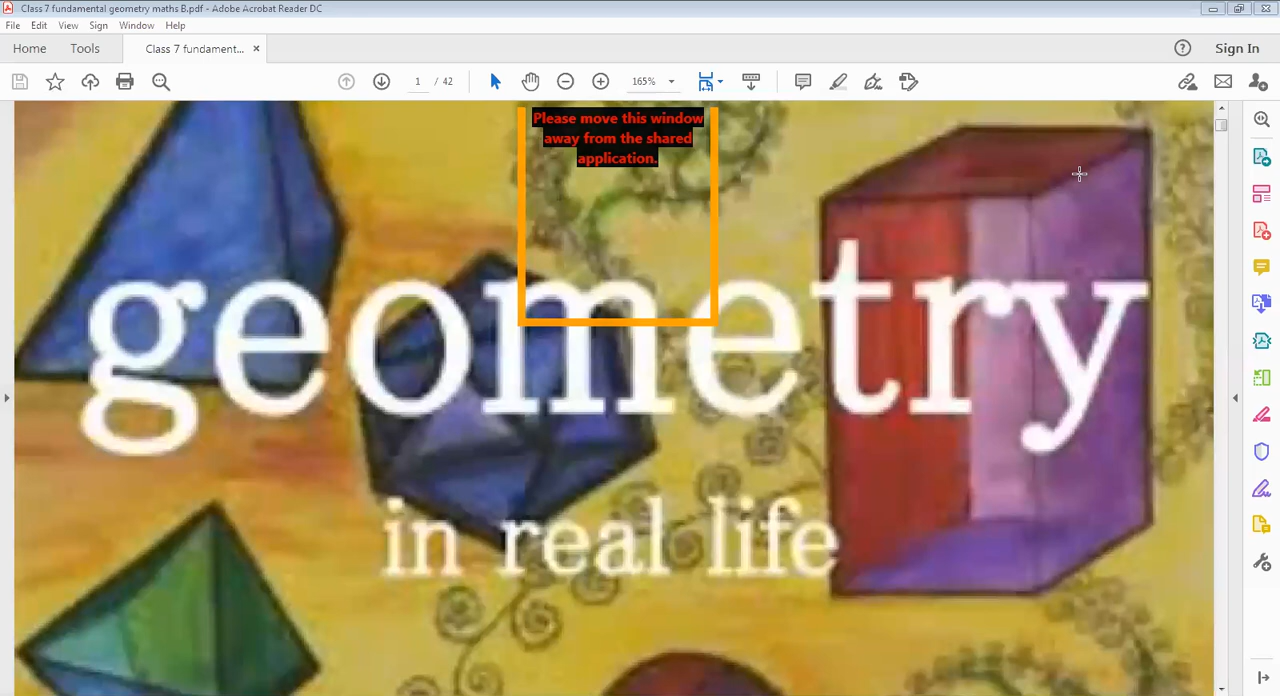 Class 7 fundamental geometry maths B.pdf - Adobe Acrobat Reader DC
File Edit View Sign Window Help
Home Tools Class 7 fundament... × Sign In
1 / 42 165%
Please move this window
away from the shared
application.
geometry
in real life